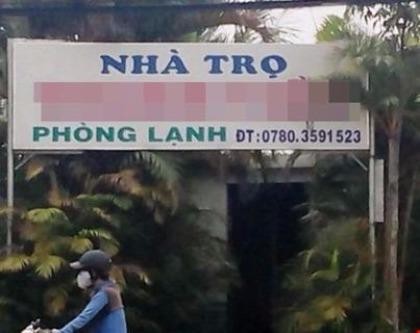 NHÀ TRỌ
PHÒNG LẠNH ĐT:0780.3591523